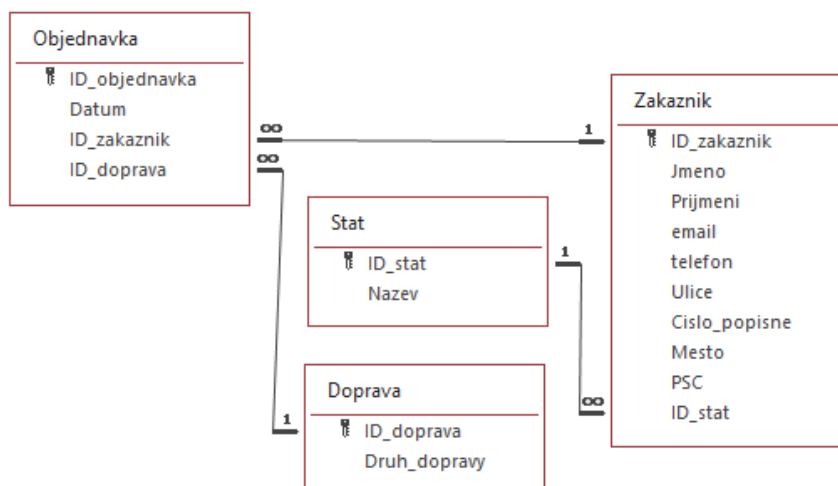 Objednavka
ID_objednavka
Datum
ID_zakaznik
ID_doprava
∞
∞
1
Zakaznik
ID_zakaznik
Jmeno
Prijmeni
email
telefon
Ulice
Cislo_popisne
Mesto
PSC
ID_stat
Stat
ID_stat
Nazev
1
∞
Doprava
ID_doprava
Druh_dopravy
1